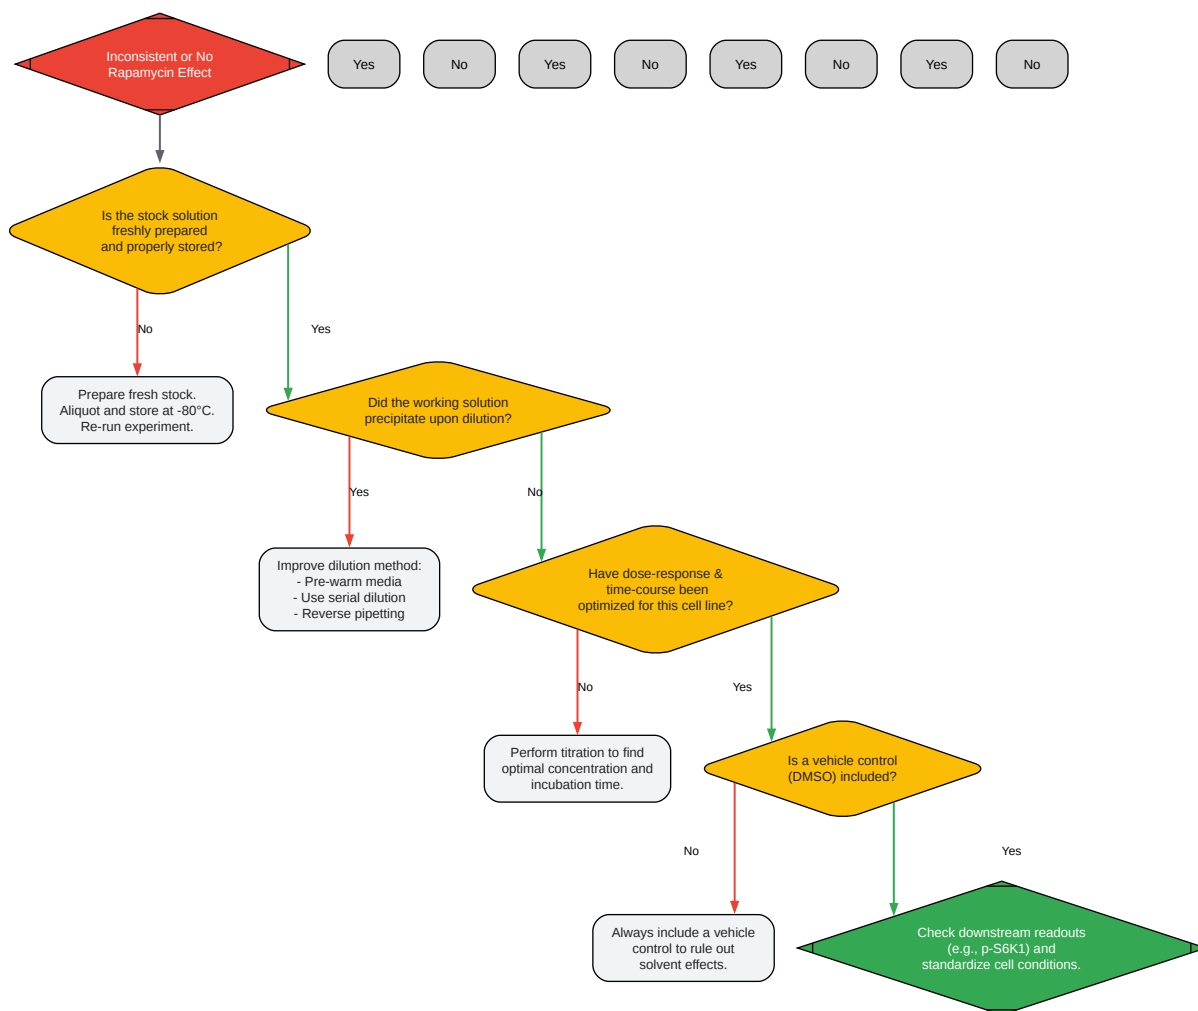 Inconsistent or No
Rapamycin Effect
Yes
No
Yes
No
Yes
No
Yes
No
Is the stock solution
freshly prepared
and properly stored?
No
Yes
Prepare fresh stock.
Aliquot and store at -80°C.
Re-run experiment.
Did the working solution
precipitate upon dilution?
Yes
No
Improve dilution method:
- Pre-warm media
- Use serial dilution
- Reverse pipetting
Have dose-response &
time-course been
optimized for this cell line?
No
Yes
Perform titration to find
optimal concentration and
incubation time.
Is a vehicle control
(DMSO) included?
No
Yes
Always include a vehicle
control to rule out
solvent effects.
Check downstream readouts
(e.g., p-S6K1) and
standardize cell conditions.